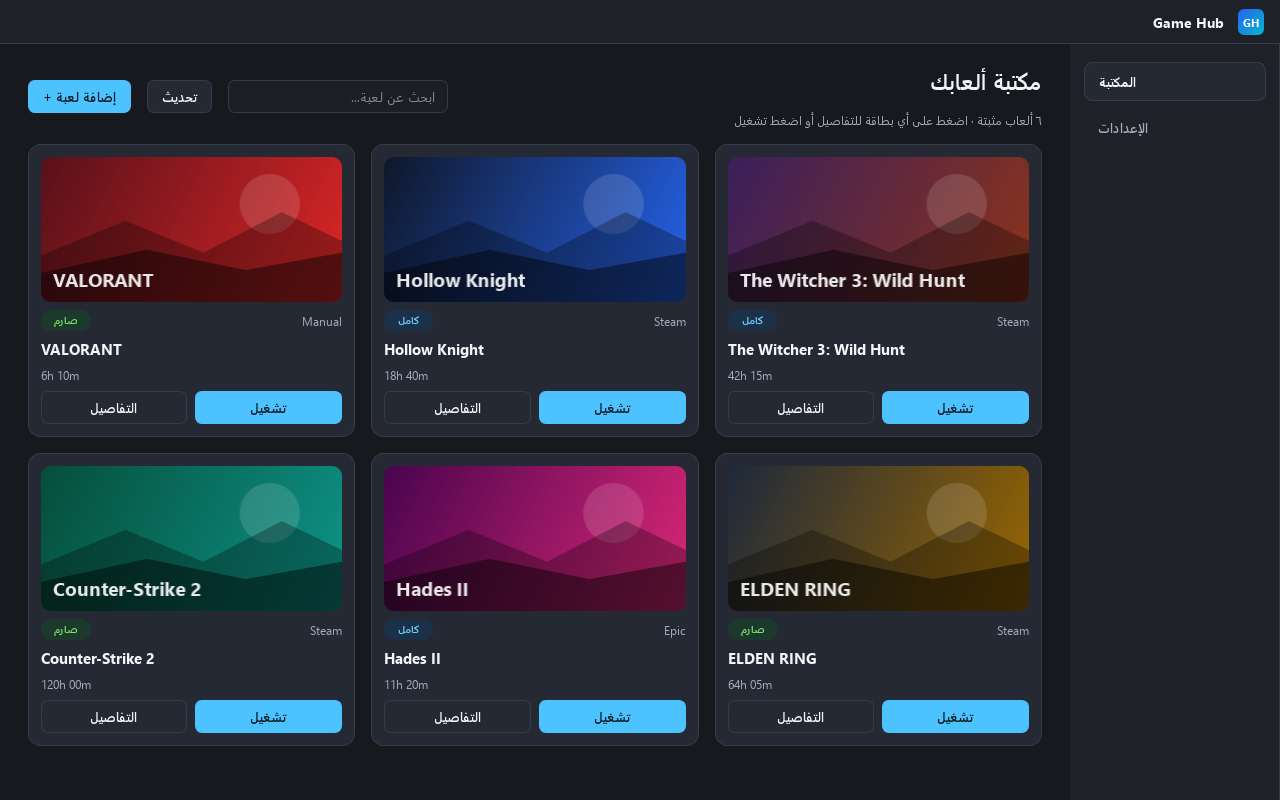 GH
Game Hub
المكتبة
الإعدادات
مكتبة ألعابك
٦ ألعاب مثبتة · اضغط على أي بطاقة للتفاصيل أو اضغط تشغيل
ابحث عن لعبة...
تحديث
إضافة لعبة +
The Witcher 3: Wild Hunt
Steam
كامل
The Witcher 3: Wild Hunt
42h 15m
تشغيل
التفاصيل
Hollow Knight
Steam
كامل
Hollow Knight
18h 40m
تشغيل
التفاصيل
VALORANT
Manual
صارم
VALORANT
6h 10m
تشغيل
التفاصيل
ELDEN RING
Steam
صارم
ELDEN RING
64h 05m
تشغيل
التفاصيل
Hades II
Epic
كامل
Hades II
11h 20m
تشغيل
التفاصيل
Counter-Strike 2
Steam
صارم
Counter-Strike 2
120h 00m
تشغيل
التفاصيل